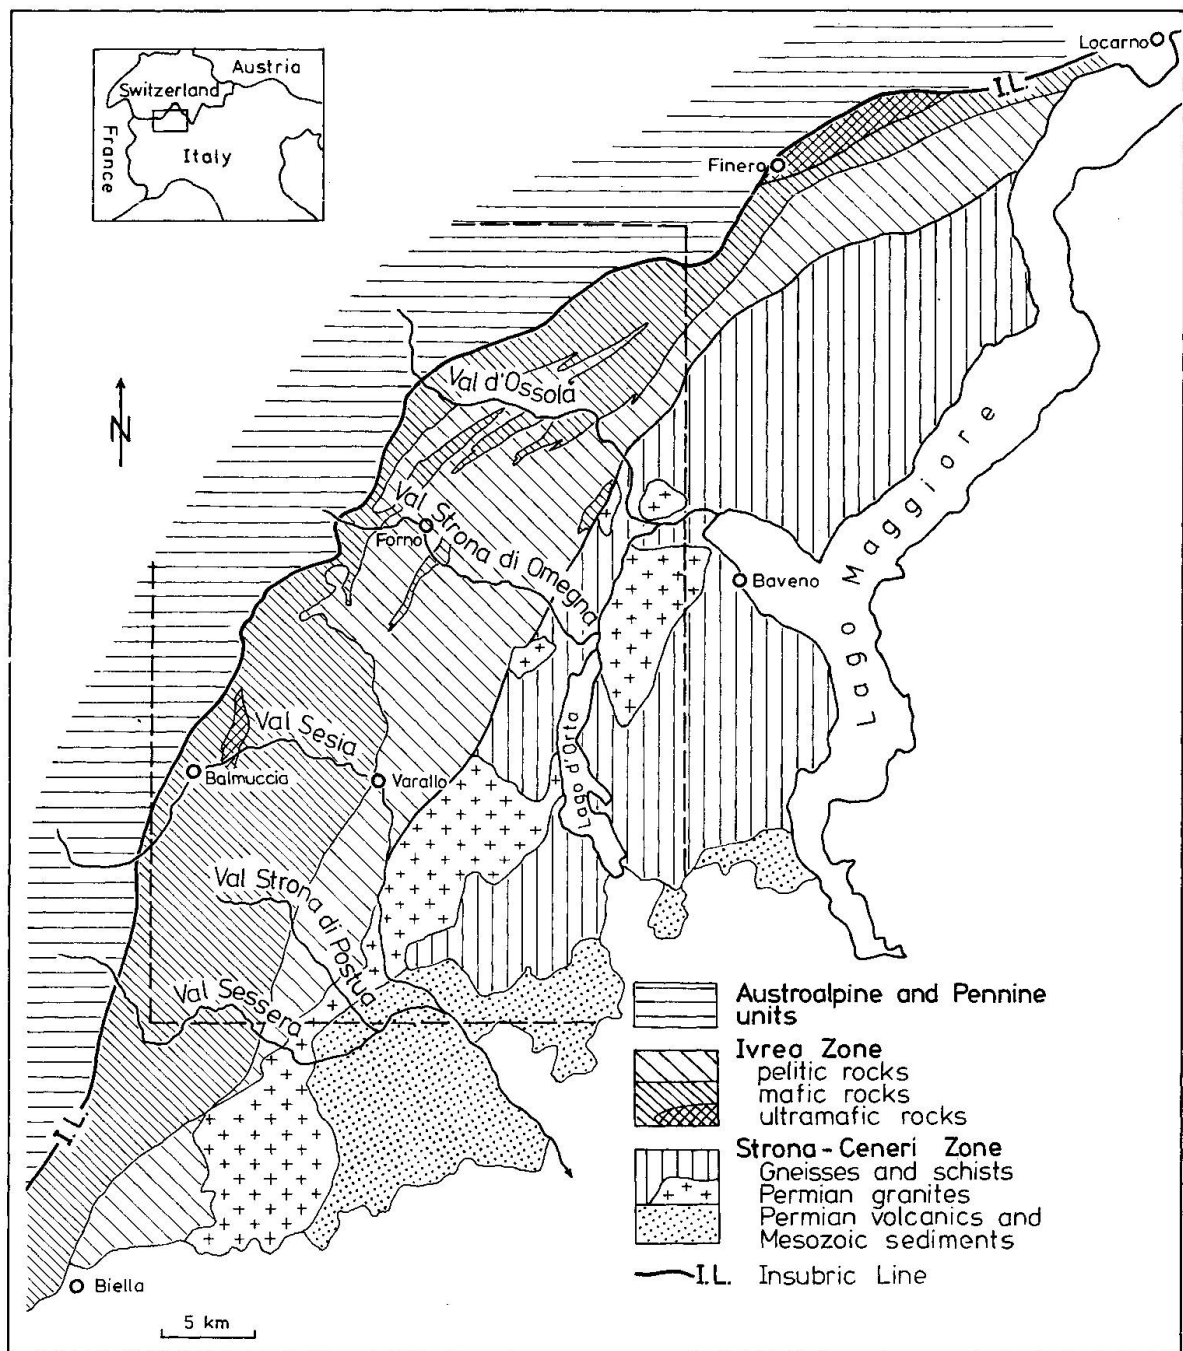 Locarno
I.L.
Austria
Switzerland
France
Italy
Finero
N
Val d'Ossola
Val Strona di Omegna
Forno
Lago Maggiore
Baveno
Val Sesia
Balmuccia
Varallo
Lago d'Orta
Val Strona di Postua
Val Sessera
I.L.
Biella
5 km
Austroalpine and Pennine
units
Ivrea Zone
pelitic rocks
mafic rocks
ultramafic rocks
Strona-Ceneri Zone
Gneisses and schists
Permian granites
Permian volcanics and
Mesozoic sediments
I.L. Insubric Line